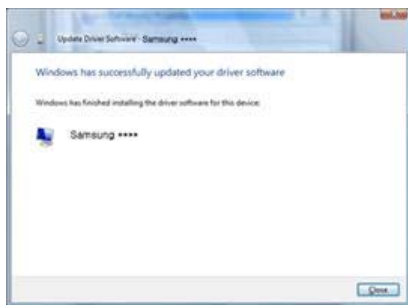 Update Driver Software - Samsung ****
Windows has successfully updated your driver software
Windows has finished installing the driver software for this device:
Samsung ****
Close